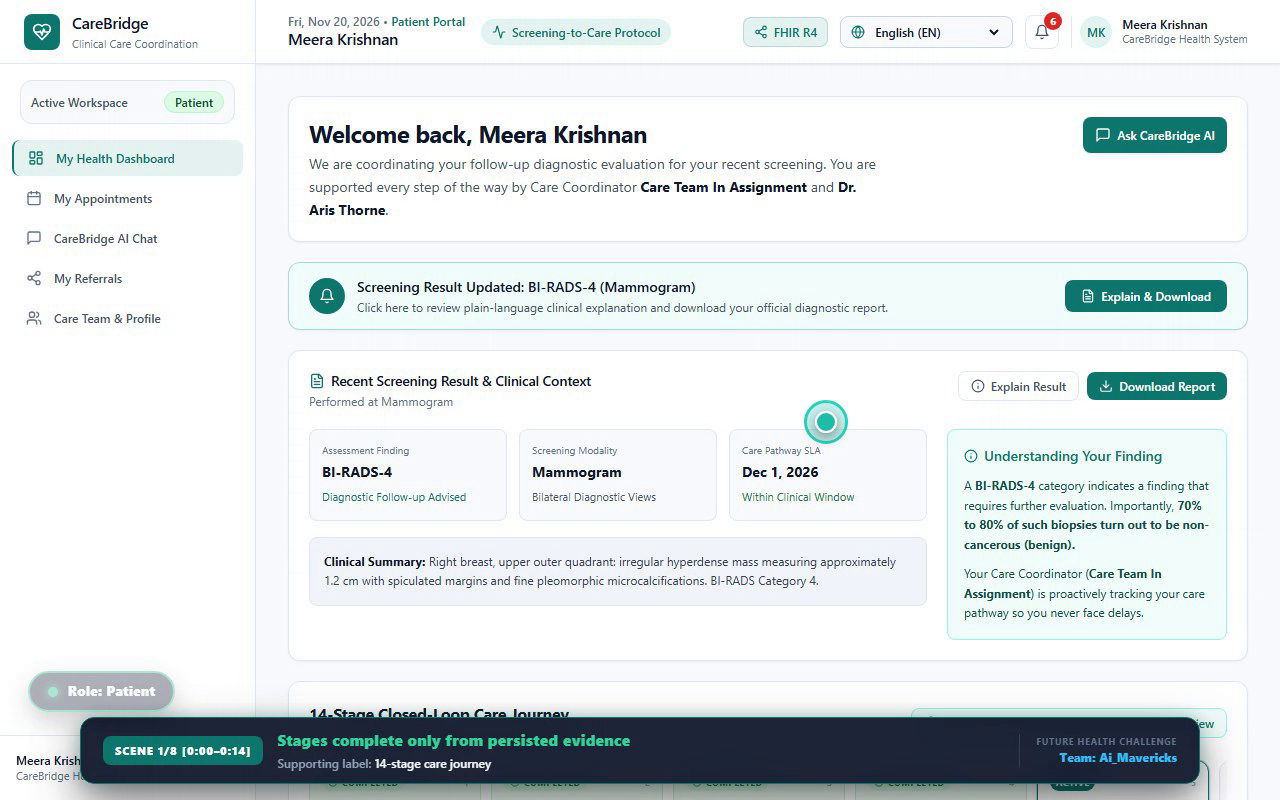 CareBridge
Clinical Care Coordination
Fri, Nov 20, 2026 • Patient Portal
Meera Krishnan
Screening-to-Care Protocol
FHIR R4
English (EN)
6
MK
Meera Krishnan
CareBridge Health System
Active Workspace
Patient
My Health Dashboard
My Appointments
CareBridge AI Chat
My Referrals
Care Team & Profile
Welcome back, Meera Krishnan
We are coordinating your follow-up diagnostic evaluation for your recent screening. You are
supported every step of the way by Care Coordinator Care Team In Assignment and Dr.
Aris Thorne.
Ask CareBridge AI
Screening Result Updated: BI-RADS-4 (Mammogram)
Click here to review plain-language clinical explanation and download your official diagnostic report.
Explain & Download
Recent Screening Result & Clinical Context
Performed at Mammogram
Explain Result
Download Report
Assessment Finding
BI-RADS-4
Diagnostic Follow-up Advised
Screening Modality
Mammogram
Bilateral Diagnostic Views
Care Pathway SLA
Dec 1, 2026
Within Clinical Window
Clinical Summary: Right breast, upper outer quadrant: irregular hyperdense mass measuring approximately
1.2 cm with spiculated margins and fine pleomorphic microcalcifications. BI-RADS Category 4.
Understanding Your Finding
A BI-RADS-4 category indicates a finding that
requires further evaluation. Importantly, 70%
to 80% of such biopsies turn out to be non-
cancerous (benign).
Your Care Coordinator (Care Team In
Assignment) is proactively tracking your care
pathway so you never face delays.
Role: Patient
14-Stage Closed-Loop Care Journey
SCENE 1/8 [0:00–0:14]
Stages complete only from persisted evidence
Supporting label: 14-stage care journey
FUTURE HEALTH CHALLENGE
Team: Ai_Mavericks
Meera Krish
CareBridge H